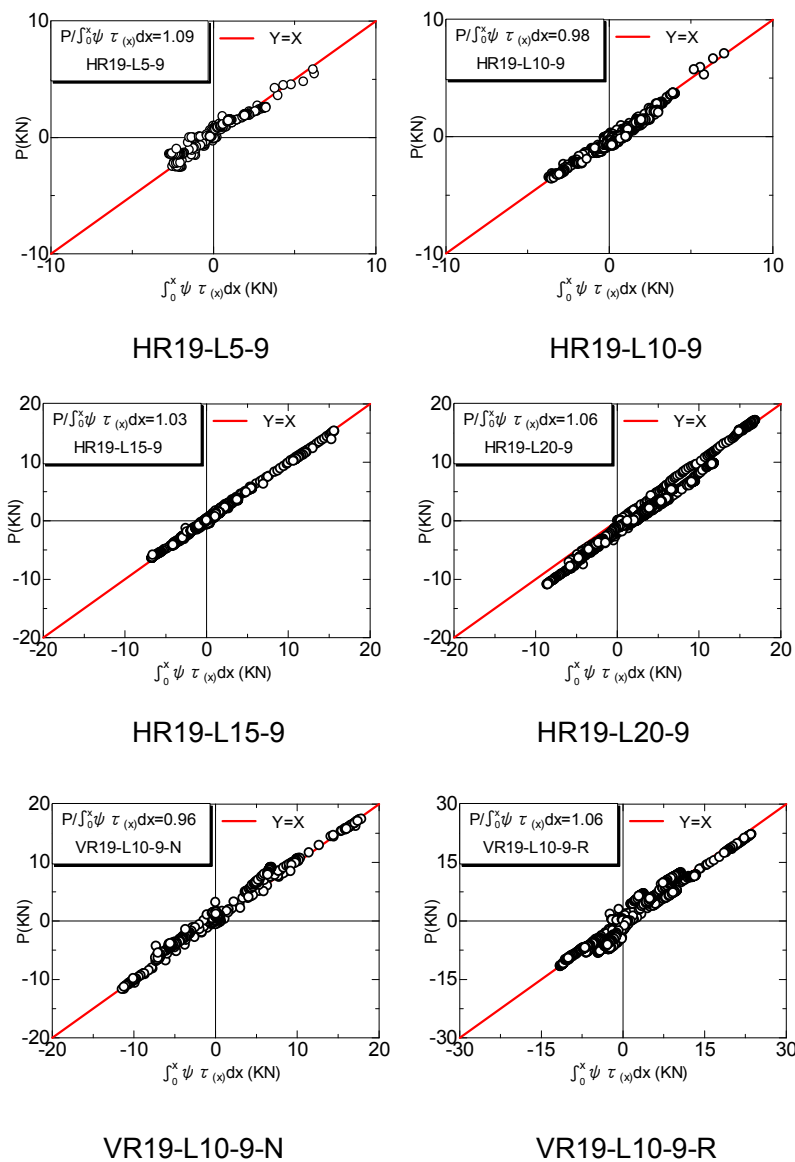 P/∫₀ˣψ τ (x)dx=1.09
HR19-L5-9
Y=X
10
0
-10
P(KN)
-10
0
10
∫₀ˣ ψ τ (x)dx (KN)
HR19-L5-9
P/∫₀ˣψ τ (x)dx=0.98
HR19-L10-9
Y=X
10
0
-10
P(KN)
-10
0
10
∫₀ˣ ψ τ (x)dx (KN)
HR19-L10-9
P/∫₀ˣψ τ (x)dx=1.03
HR19-L15-9
Y=X
20
10
0
-10
-20
P(KN)
-20
-10
0
10
20
∫₀ˣ ψ τ (x)dx (KN)
HR19-L15-9
P/∫₀ˣψ τ (x)dx=1.06
HR19-L20-9
Y=X
20
10
0
-10
-20
P(KN)
-20
-10
0
10
20
∫₀ˣ ψ τ (x)dx (KN)
HR19-L20-9
P/∫₀ˣψ τ (x)dx=0.96
VR19-L10-9-N
Y=X
20
10
0
-10
-20
P(KN)
-20
-10
0
10
20
∫₀ˣ ψ τ (x)dx (KN)
VR19-L10-9-N
P/∫₀ˣψ τ (x)dx=1.06
VR19-L10-9-R
Y=X
30
15
0
-15
-30
P(KN)
-30
-15
0
15
30
∫₀ˣ ψ τ (x)dx (KN)
VR19-L10-9-R